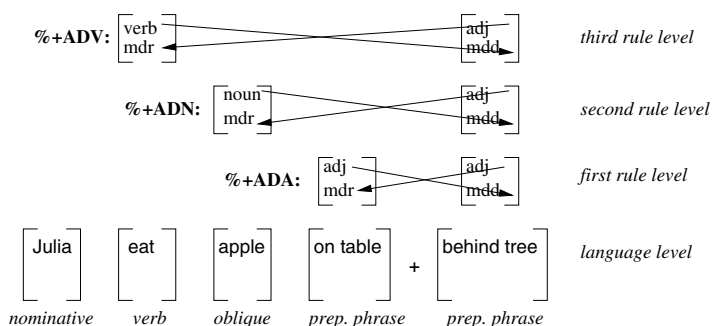 %+ADV: verb adj third rule level
mdr mdd
%+ADN: noun adj second rule level
mdr mdd
%+ADA: adj adj first rule level
mdr mdd
Julia eat apple on table + behind tree language level
nominative verb oblique prep. phrase prep. phrase